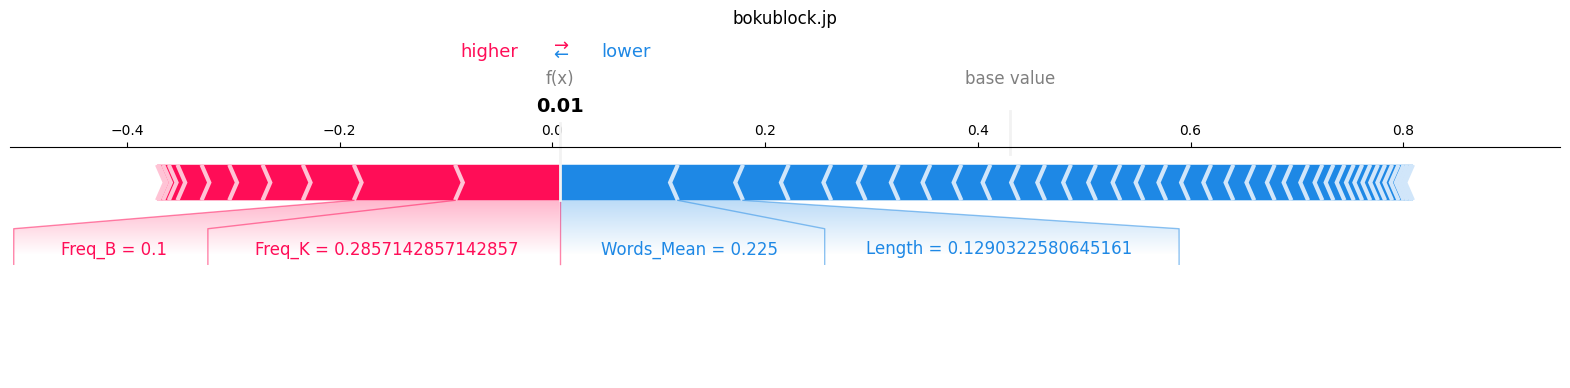 bokublock.jp
higher → ← lower
f(x) base value
0.01
−0.4 −0.2 0.0 0.2 0.4 0.6 0.8
Freq_B = 0.1 Freq_K = 0.2857142857142857 Words_Mean = 0.225 Length = 0.1290322580645161